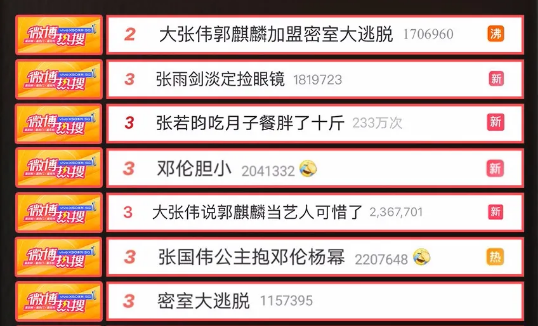 微博热搜 2 大张伟郭麒麟加盟密室大逃脱 1706960 沸
微博热搜 3 张雨剑淡定捡眼镜 1819723 新
微博热搜 3 张若昀吃月子餐胖了十斤 233万次 新
微博热搜 3 邓伦胆小 2041332 新
微博热搜 3 大张伟说郭麒麟当艺人可惜了 2,367,701 新
微博热搜 3 张国伟公主抱邓伦杨幂 2207648 热
微博热搜 3 密室大逃脱 1157395